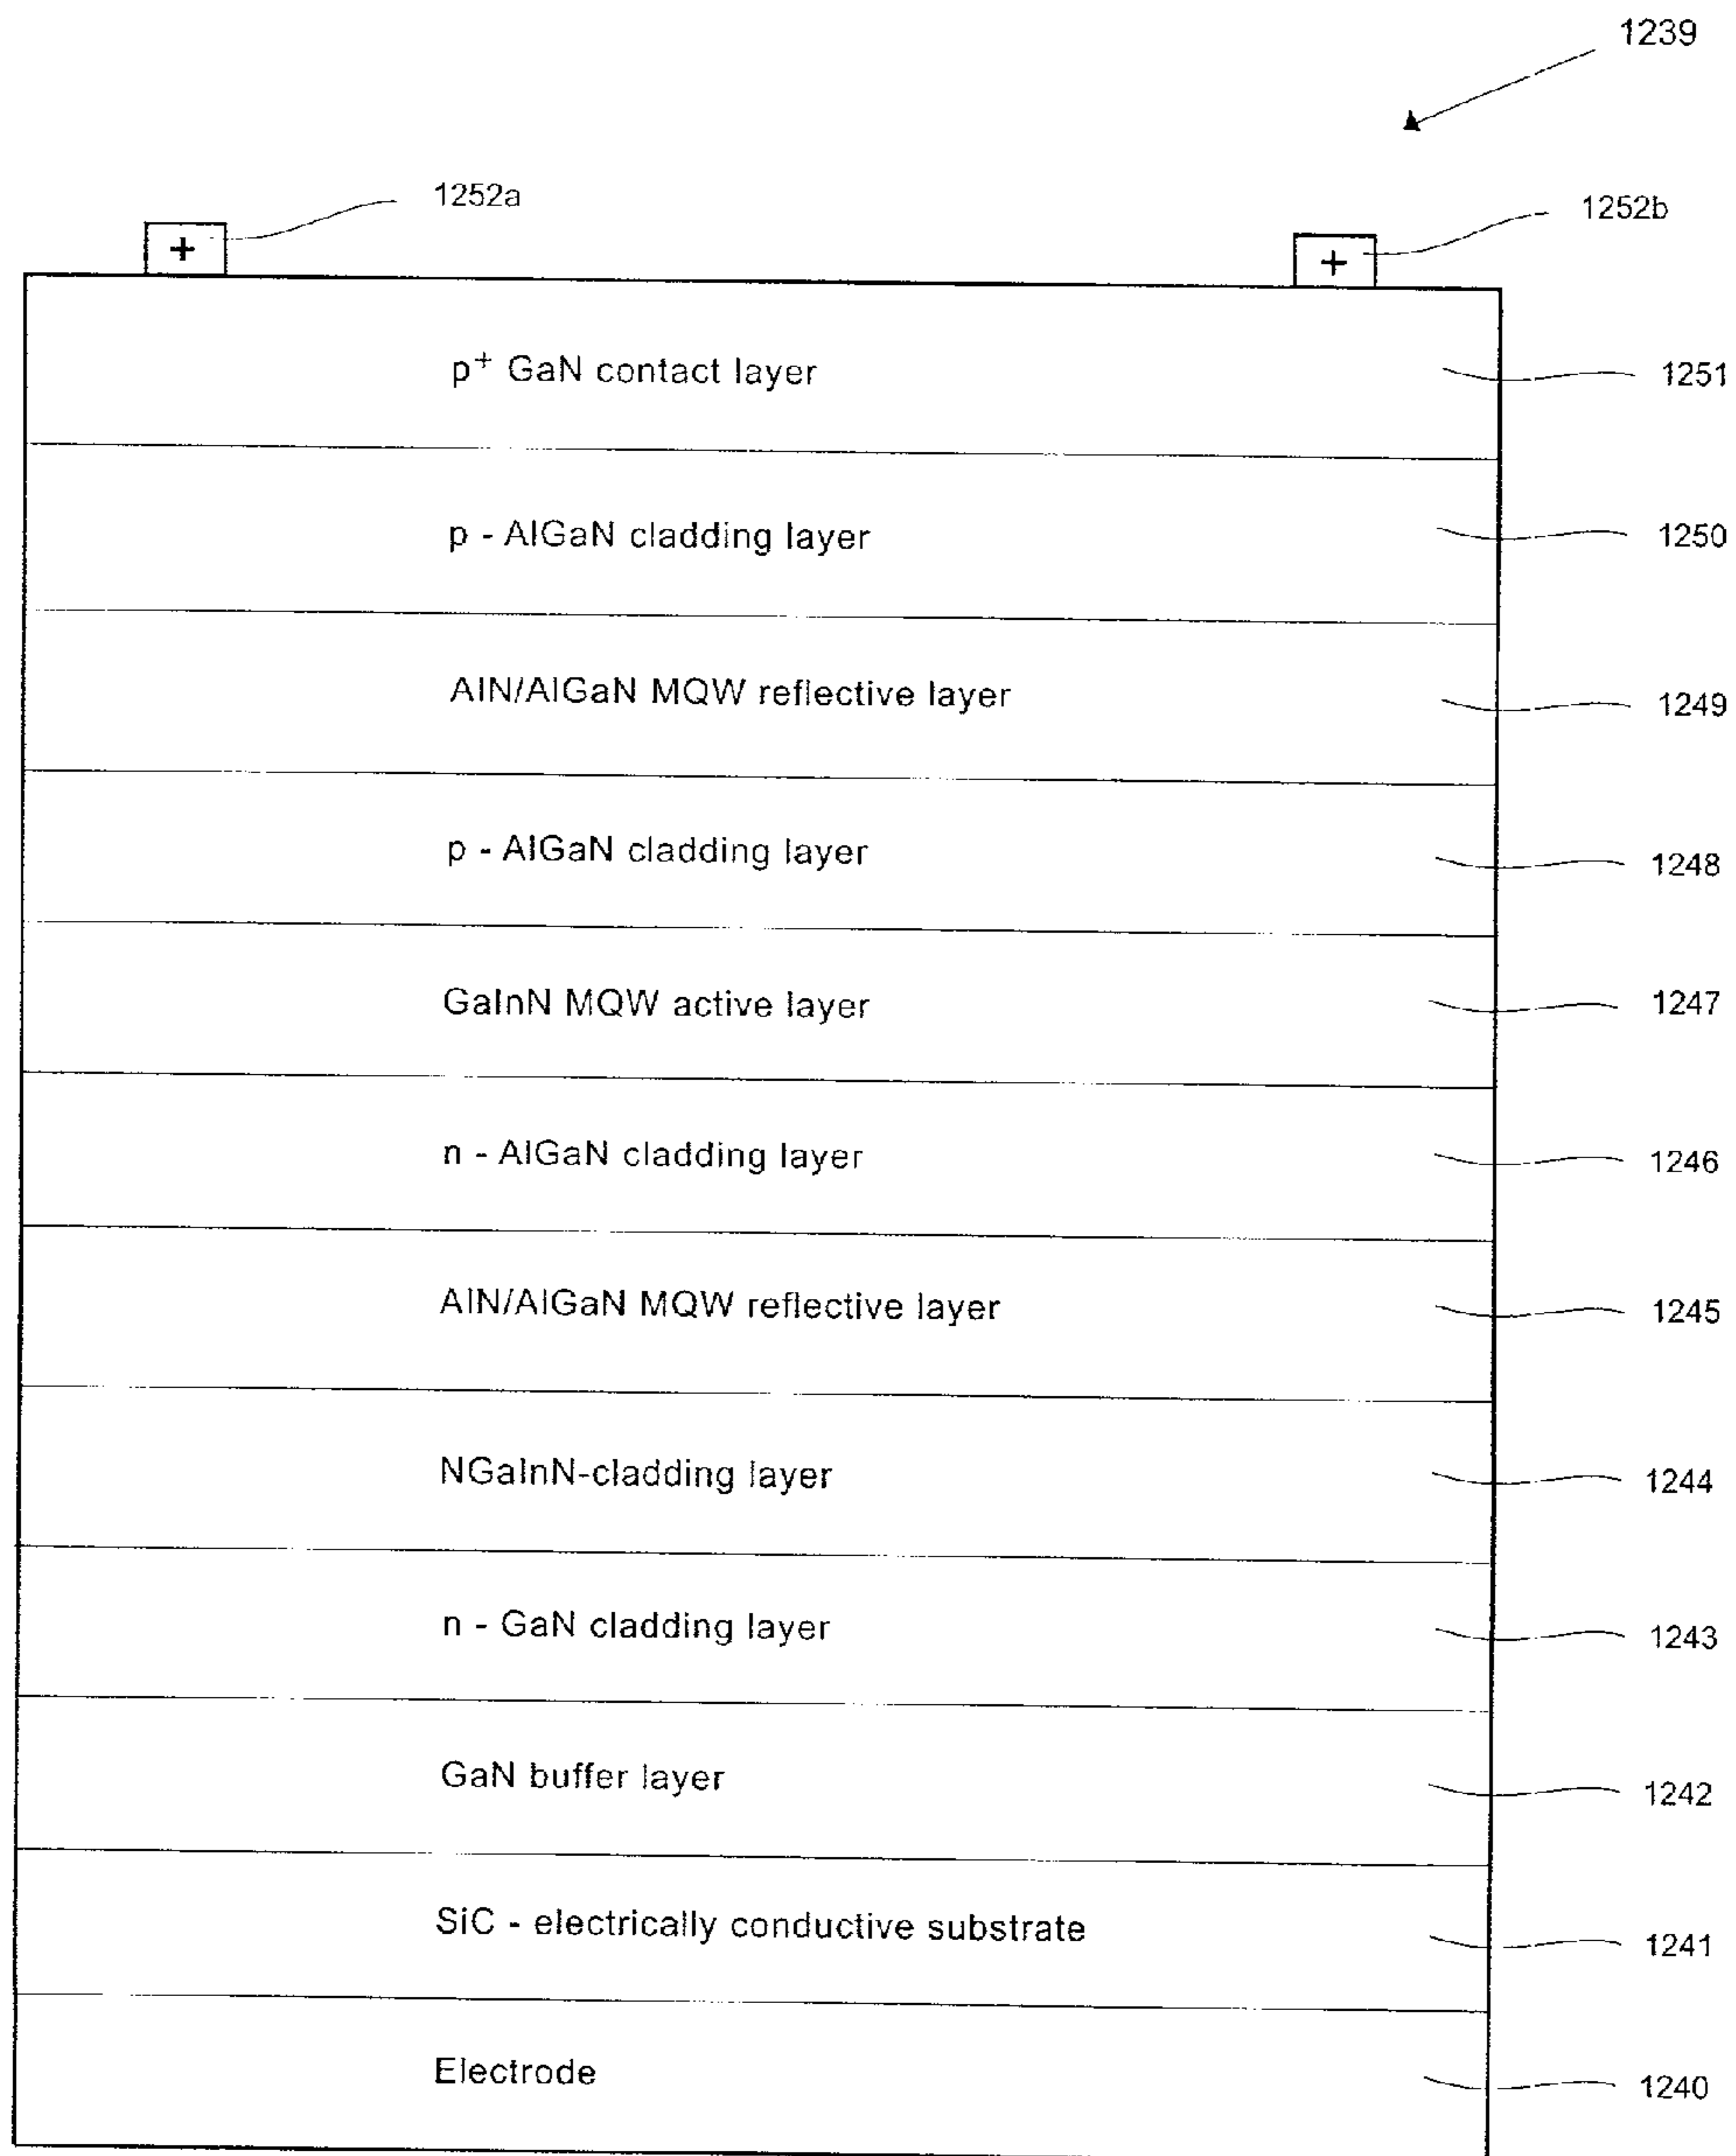 1239
1252a
1252b
+
+
p+ GaN contact layer
1251
p - AlGaN cladding layer
1250
AlN/AlGaN MQW reflective layer
1249
p - AlGaN cladding layer
1248
GaInN MQW active layer
1247
n - AlGaN cladding layer
1246
AlN/AlGaN MQW reflective layer
1245
NGaInN-cladding layer
1244
n - GaN cladding layer
1243
GaN buffer layer
1242
SiC - electrically conductive substrate
1241
Electrode
1240